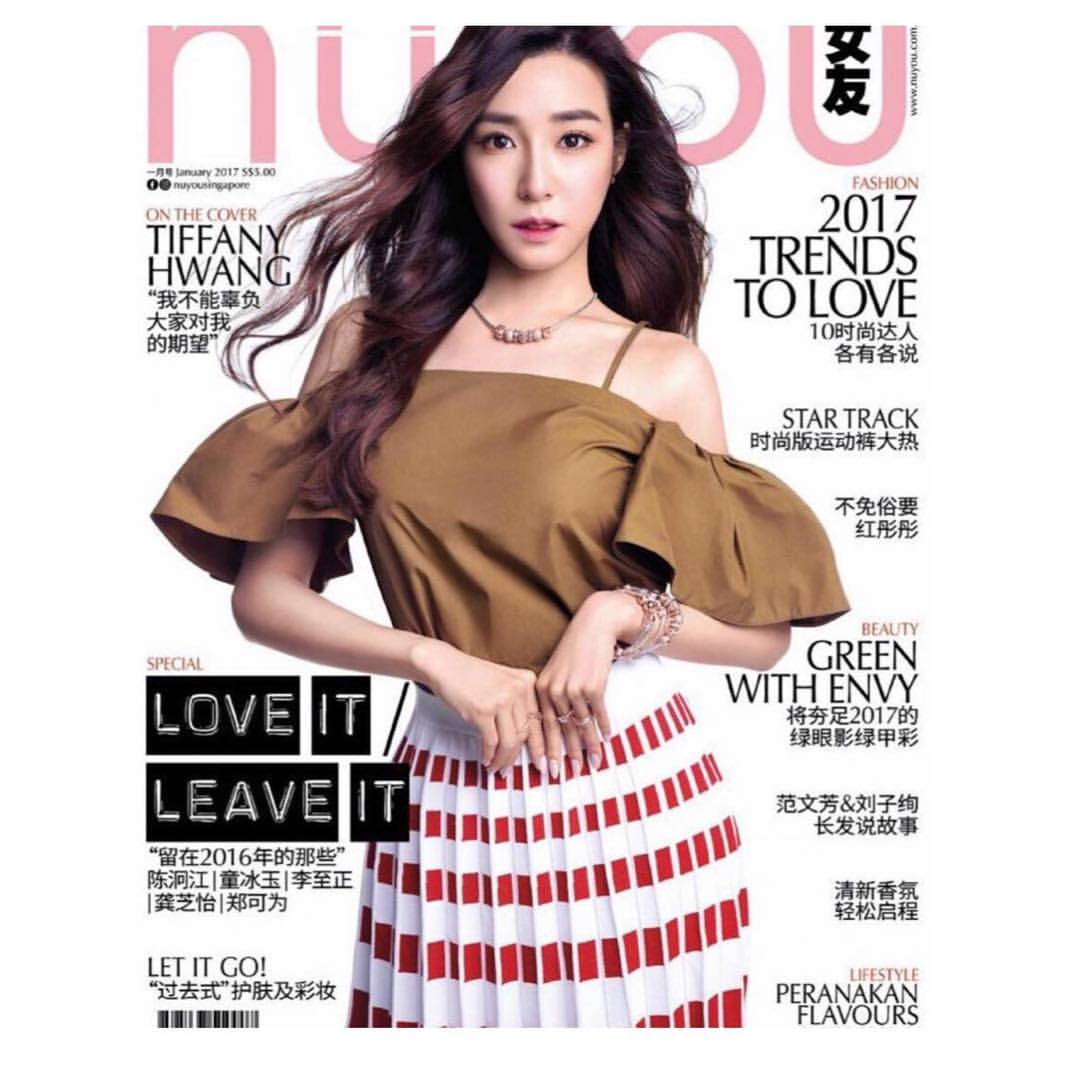 nuyou
女友
www.nuyou.com
一月号 January 2017 S$5.00
nuyousingapore
ON THE COVER
TIFFANY
HWANG
“我不能辜负
大家对我
的期望”
FASHION
2017
TRENDS
TO LOVE
10时尚达人
各有各说
STAR TRACK
时尚版运动裤大热
不免俗要
红彤彤
BEAUTY
GREEN
WITH ENVY
将夯足2017的
绿眼影绿甲彩
范文芳&刘子绚
长发说故事
清新香氛
轻松启程
LIFESTYLE
PERANAKAN
FLAVOURS
SPECIAL
LOVE IT /
LEAVE IT
“留在2016年的那些”
陈泂江|童冰玉|李至正
|龚芝怡|郑可为
LET IT GO!
“过去式”护肤及彩妆